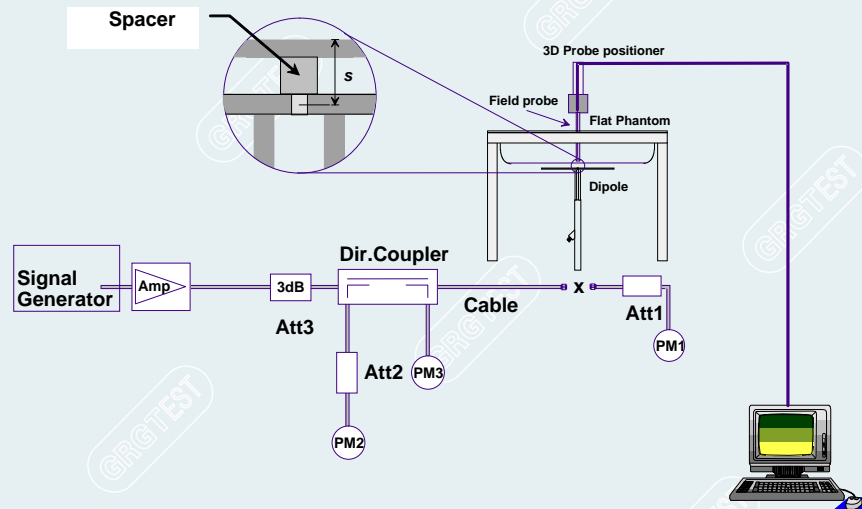 Spacer
s
3D Probe positioner
Field probe
Flat Phantom
Dipole
Signal
Generator
Amp
3dB
Att3
Dir.Coupler
Cable
x
Att1
PM1
Att2
PM3
PM2
GRGTEST
GRGTEST
GRGTEST
GRGTEST
GRGTEST